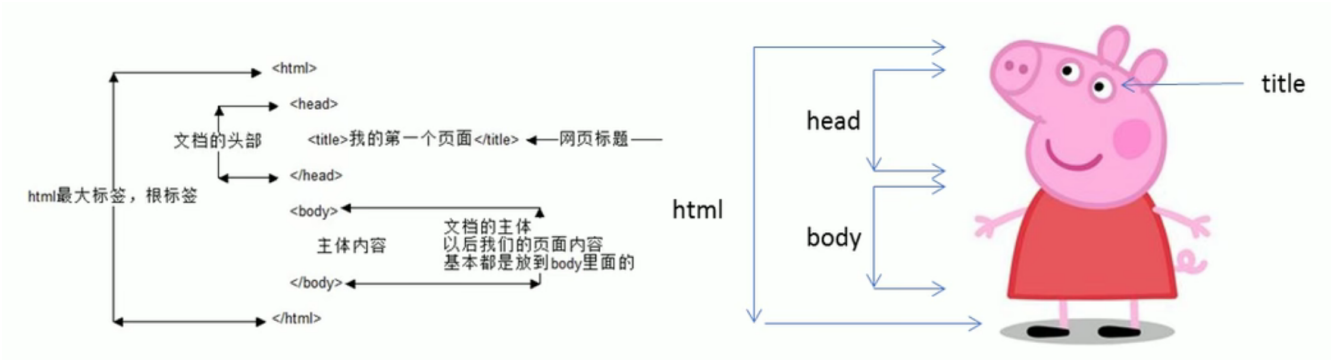 <html>
<head>
文档的头部
<title>我的第一个页面</title>
网页标题
</head>
html最大标签，根标签
<body>
文档的主体
主体内容
以后我们的页面内容
基本都是放到body里面的
</body>
</html>
title
head
html
body